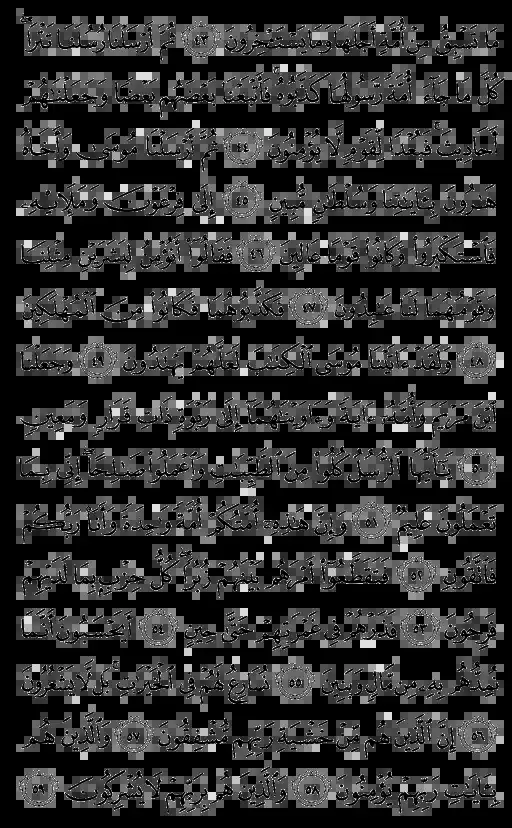 مَا تَسْبِقُ مِنْ أُمَّةٍ أَجَلَهَا وَمَا يَسْتَـْٔخِرُونَ ٤٣ ثُمَّ أَرْسَلْنَا رُسُلَنَا تَتْرَا
كُلَّ مَا جَآءَ أُمَّةً رَّسُولُهَا كَذَّبُوهُ فَأَتْبَعْنَا بَعْضَهُم بَعْضًا وَجَعَلْنَٰهُمْ
أَحَادِيثَ فَبُعْدًا لِّقَوْمٍ لَّا يُؤْمِنُونَ ٤٤ ثُمَّ أَرْسَلْنَا مُوسَىٰ وَأَخَاهُ
هَٰرُونَ بِـَٔايَٰتِنَا وَسُلْطَٰنٍ مُّبِينٍ ٤٥ إِلَىٰ فِرْعَوْنَ وَمَلَإِي۟هِۦ
فَٱسْتَكْبَرُوا۟ وَكَانُوا۟ قَوْمًا عَالِينَ ٤٦ فَقَالُوٓا۟ أَنُؤْمِنُ لِبَشَرَيْنِ مِثْلِنَا
وَقَوْمُهُمَا لَنَا عَٰبِدُونَ ٤٧ فَكَذَّبُوهُمَا فَكَانُوا۟ مِنَ ٱلْمُهْلَكِينَ
٤٨ وَلَقَدْ ءَاتَيْنَا مُوسَى ٱلْكِتَٰبَ لَعَلَّهُمْ يَهْتَدُونَ ٤٩ وَجَعَلْنَا
ٱبْنَ مَرْيَمَ وَأُمَّهُۥٓ ءَايَةً وَءَاوَيْنَٰهُمَآ إِلَىٰ رَبْوَةٍ ذَاتِ قَرَارٍ وَمَعِينٍ
٥٠ يَٰٓأَيُّهَا ٱلرُّسُلُ كُلُوا۟ مِنَ ٱلطَّيِّبَٰتِ وَٱعْمَلُوا۟ صَٰلِحًا إِنِّى بِمَا
تَعْمَلُونَ عَلِيمٌ ٥١ وَإِنَّ هَٰذِهِۦٓ أُمَّتُكُمْ أُمَّةً وَٰحِدَةً وَأَنَا۠ رَبُّكُمْ
فَٱتَّقُونِ ٥٢ فَتَقَطَّعُوٓا۟ أَمْرَهُم بَيْنَهُمْ زُبُرًا كُلُّ حِزْبٍۭ بِمَا لَدَيْهِمْ
فَرِحُونَ ٥٣ فَذَرْهُمْ فِى غَمْرَتِهِمْ حَتَّىٰ حِينٍ ٥٤ أَيَحْسَبُونَ أَنَّمَا
نُمِدُّهُم بِهِۦ مِن مَّالٍ وَبَنِينَ ٥٥ نُسَارِعُ لَهُمْ فِى ٱلْخَيْرَٰتِ بَل لَّا يَشْعُرُونَ
٥٦ إِنَّ ٱلَّذِينَ هُم مِّنْ خَشْيَةِ رَبِّهِم مُّشْفِقُونَ ٥٧ وَٱلَّذِينَ هُم
بِـَٔايَٰتِ رَبِّهِمْ يُؤْمِنُونَ ٥٨ وَٱلَّذِينَ هُم بِرَبِّهِمْ لَا يُشْرِكُونَ ٥٩